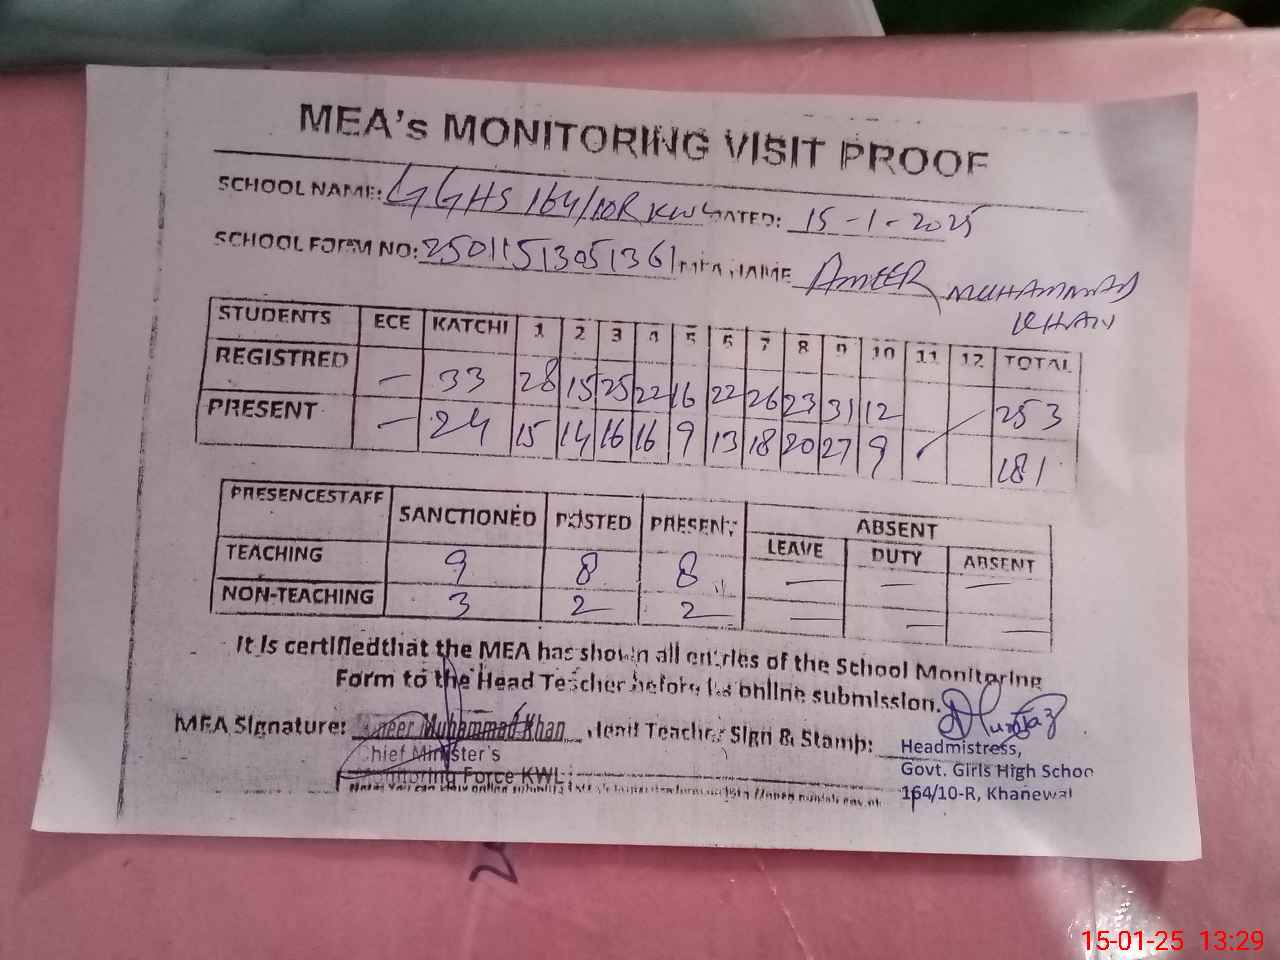 MEA's MONITORING VISIT PROOF
SCHOOL NAME: GGHS 164/10R KWL DATED: 15-1-2025
SCHOOL FORM NO: 25011513051361 MEA NAME AMEER MUHAMMAD
KHAN
STUDENTS ECE KATCHI 1 2 3 4 5 6 7 8 9 10 11 12 TOTAL
REGISTRED — 33 28 15 25 22 16 22 26 23 31 12 253
PRESENT — 24 15 14 16 16 9 13 18 20 27 9 181
PRESENCESTAFF SANCTIONED POSTED PRESENT ABSENT
LEAVE DUTY ABSENT
TEACHING 9 8 8 — — —
NON-TEACHING 3 2 2 — — —
It is certifiedthat the MEA has shown all entries of the School Monitoring
Form to the Head Teacher before its online submission.
MEA Signature: Ameer Muhammad Khan Head Teacher Sign & Stamp:
Chief Minister's
Monitoring Force KWL
Mumtaz
Headmistress,
Govt. Girls High Schoo
164/10-R, Khanewal
15-01-25 13:29